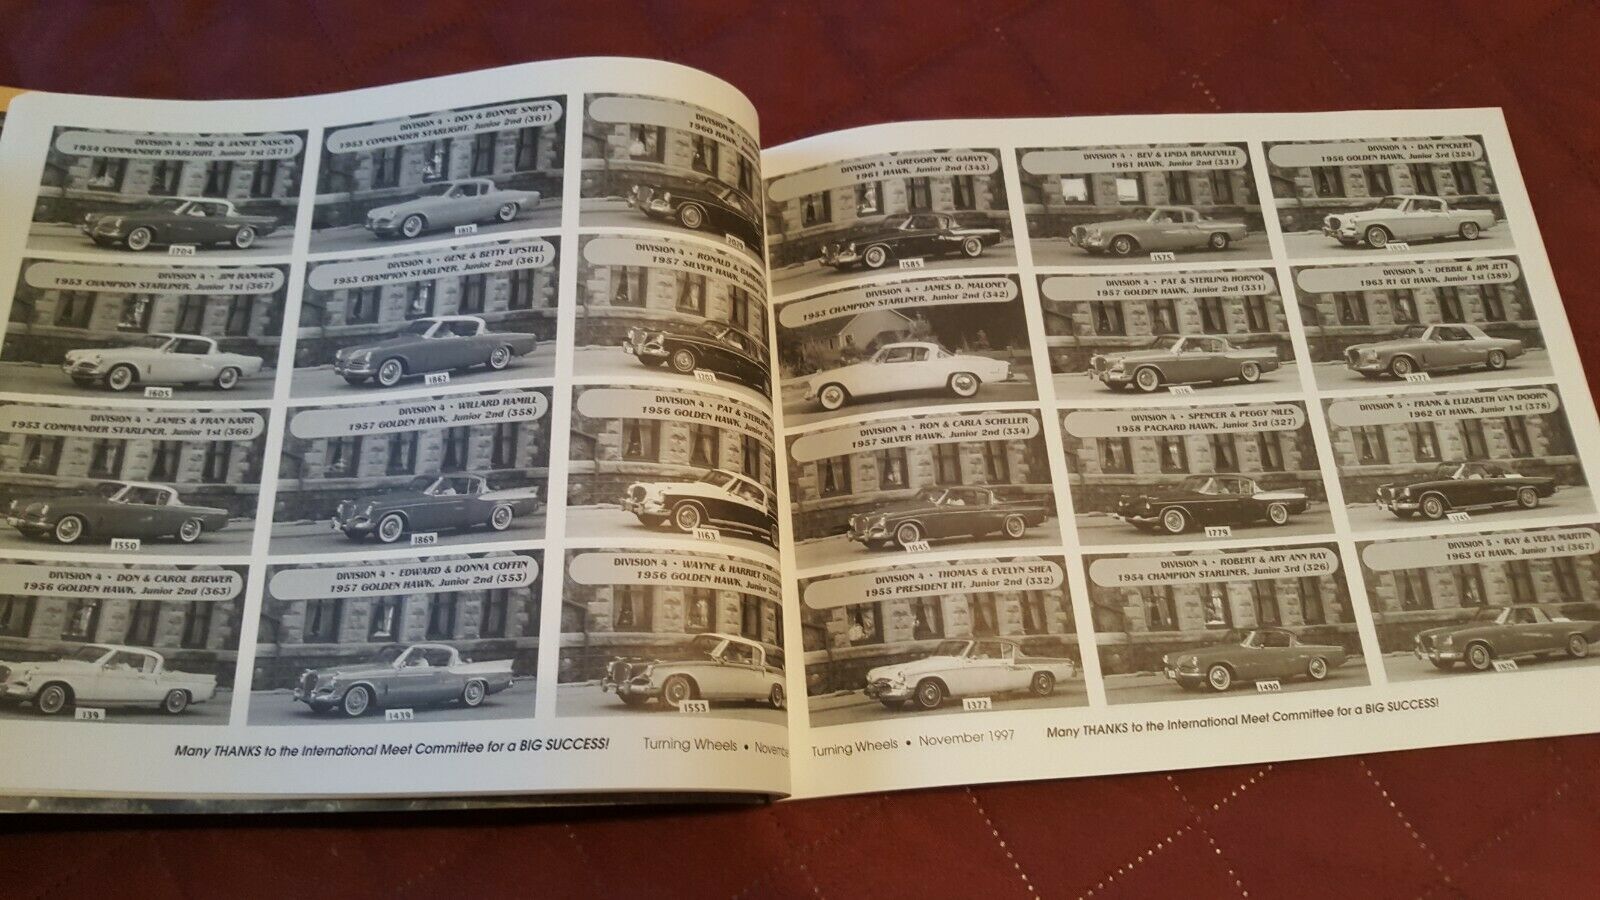 DIVISION 4 • MIKE & JANICE NASCAK
1954 COMMANDER STARLIGHT, Junior 1st (371)
1704
DIVISION 4 • JIM RAMAGE
1953 CHAMPION STARLINER, Junior 1st (367)
1605
DIVISION 4 • JAMES & FRAN KARR
1953 COMMANDER STARLINER, Junior 1st (366)
1550
DIVISION 4 • DON & CAROL BREWER
1956 GOLDEN HAWK, Junior 2nd (363)
139
DIVISION 4 • DON & BONNIE SNIPES
1953 COMMANDER STARLIGHT, Junior 2nd (361)
1812
DIVISION 4 • GENE & BETTY UPSTILL
1953 CHAMPION STARLINER, Junior 2nd (361)
1862
DIVISION 4 • WILLARD HAMILL
1957 GOLDEN HAWK, Junior 2nd (358)
1869
DIVISION 4 • EDWARD & DONNA COFFIN
1957 GOLDEN HAWK, Junior 2nd (353)
1439
DIVISION 4 •
1960 HAWK,
2029
DIVISION 4 • RONALD &
1957 SILVER HAWK,
1202
DIVISION 4 • PAT &
1956 GOLDEN HAWK,
1163
DIVISION 4 • WAYNE & HARRIET
1956 GOLDEN HAWK, Junior
1553
Many THANKS to the International Meet Committee for a BIG SUCCESS!
Turning Wheels • Novembe
DIVISION 4 • GREGORY MC GARVEY
1961 HAWK, Junior 2nd (343)
1585
DIVISION 4 • JAMES D. MALONEY
1953 CHAMPION STARLINER, Junior 2nd (342)
DIVISION 4 • RON & CARLA SCHELLER
1957 SILVER HAWK, Junior 2nd (334)
1045
DIVISION 4 • THOMAS & EVELYN SHEA
1955 PRESIDENT HT, Junior 2nd (332)
1372
DIVISION 4 • BEV & LINDA BRAKEVILLE
1961 HAWK, Junior 2nd (331)
1575
DIVISION 4 • PAT & STERLING HORNOI
1957 GOLDEN HAWK, Junior 2nd (331)
DIVISION 4 • SPENCER & PEGGY NILES
1958 PACKARD HAWK, Junior 3rd (327)
1779
DIVISION 4 • ROBERT & ARY ANN RAY
1954 CHAMPION STARLINER, Junior 3rd (326)
1490
DIVISION 4 • DAN PINCKERT
1956 GOLDEN HAWK, Junior 3rd (324)
DIVISION 5 • DEBBIE & JIM JETT
1963 R1 GT HAWK, Junior 1st (389)
1577
DIVISION 5 • FRANK & ELIZABETH VAN DOORN
1962 GT HAWK, Junior 1st (378)
DIVISION 5 • RAY & VERA MARTIN
1963 GT HAWK, Junior 1st (367)
Turning Wheels • November 1997
Many THANKS to the International Meet Committee for a BIG SUCCESS!